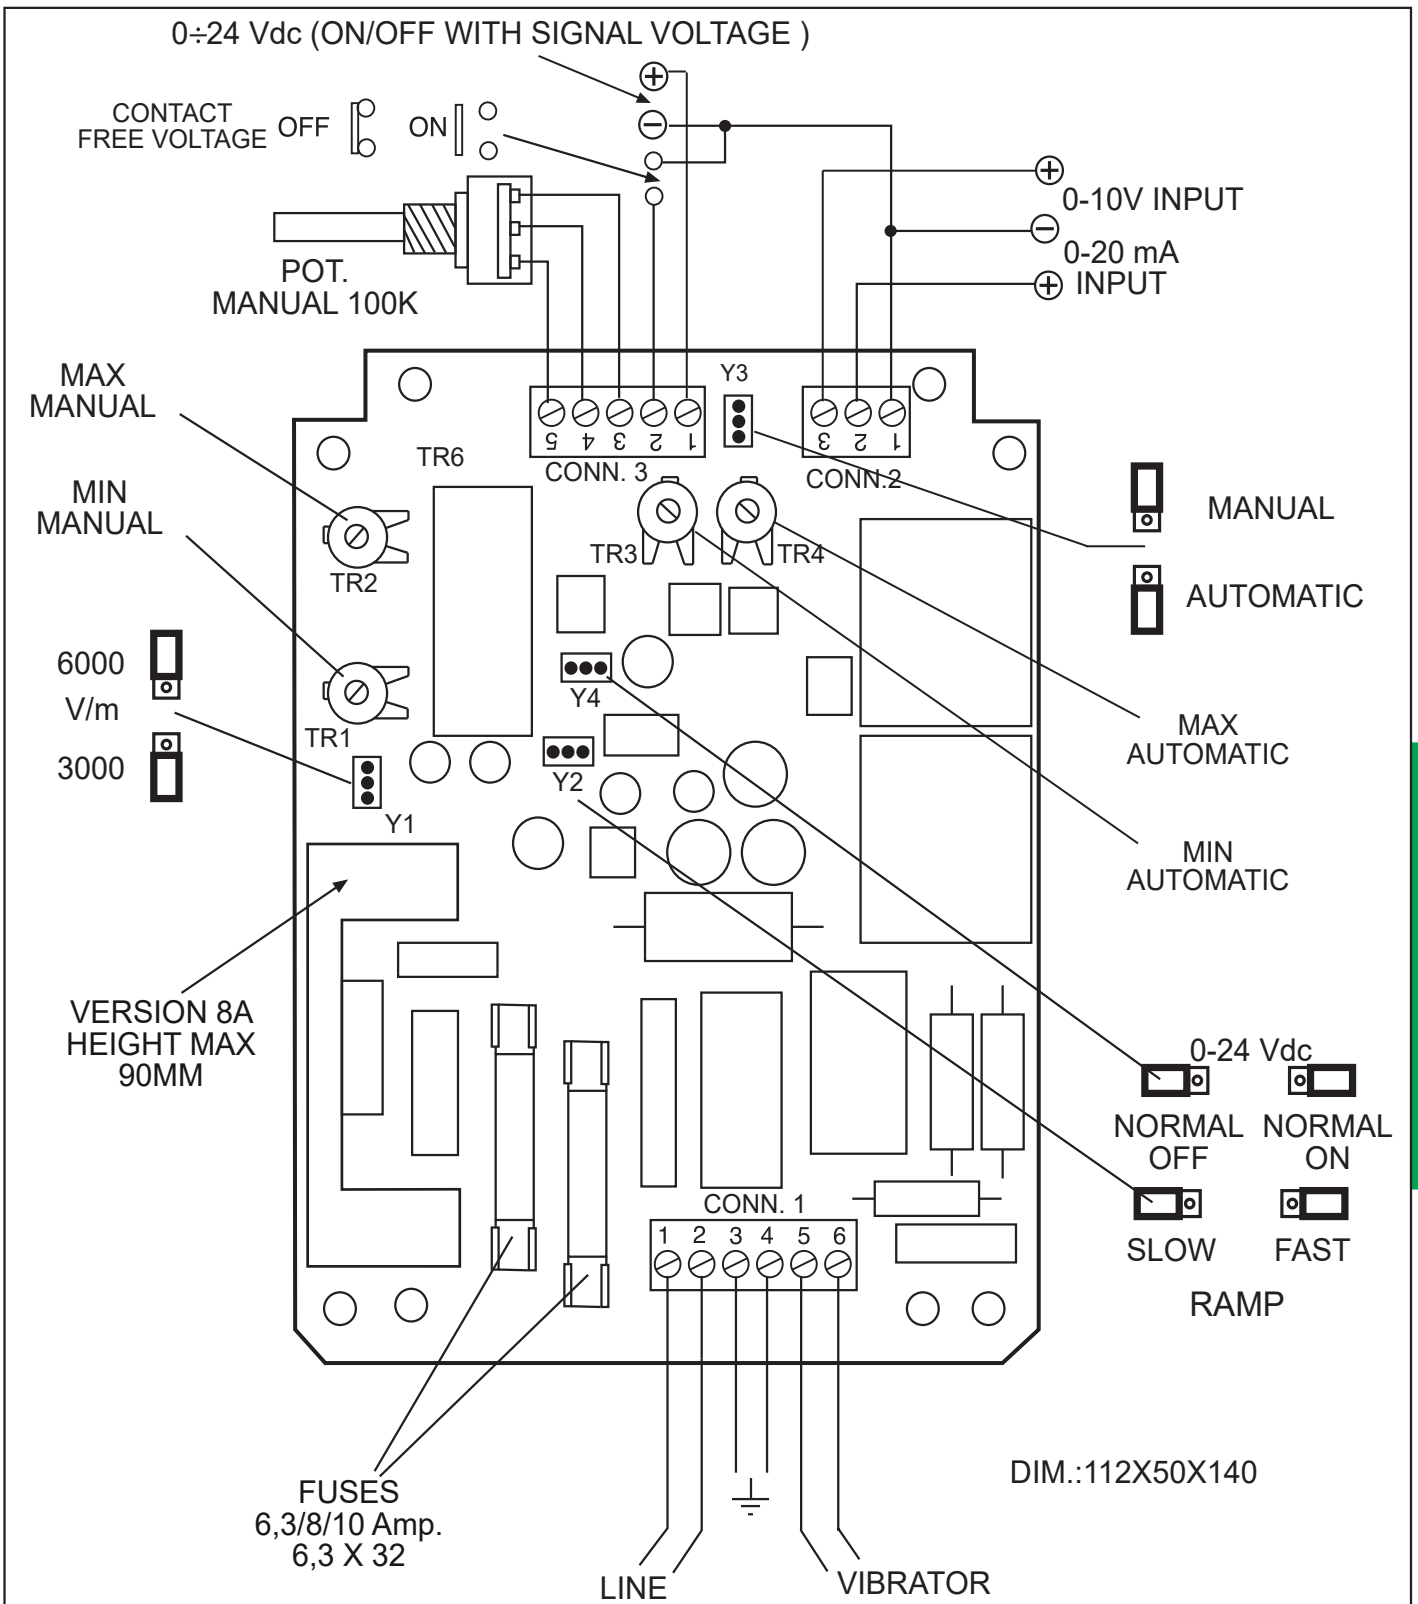 0÷24 Vdc (ON/OFF WITH SIGNAL VOLTAGE )
CONTACT
FREE VOLTAGE
OFF
ON
0-10V INPUT
0-20 mA
INPUT
POT.
MANUAL 100K
MAX
MANUAL
MIN
MANUAL
Y3
5 4 3 2 1
3 2 1
TR6
CONN. 3
CONN.2
MANUAL
AUTOMATIC
TR3
TR4
TR2
6000
V/m
3000
TR1
Y4
Y2
Y1
MAX
AUTOMATIC
MIN
AUTOMATIC
VERSION 8A
HEIGHT MAX
90MM
0-24 Vdc
NORMAL
OFF
NORMAL
ON
SLOW
FAST
RAMP
CONN. 1
1 2 3 4 5 6
DIM.:112X50X140
FUSES
6,3/8/10 Amp.
6,3 X 32
LINE
VIBRATOR